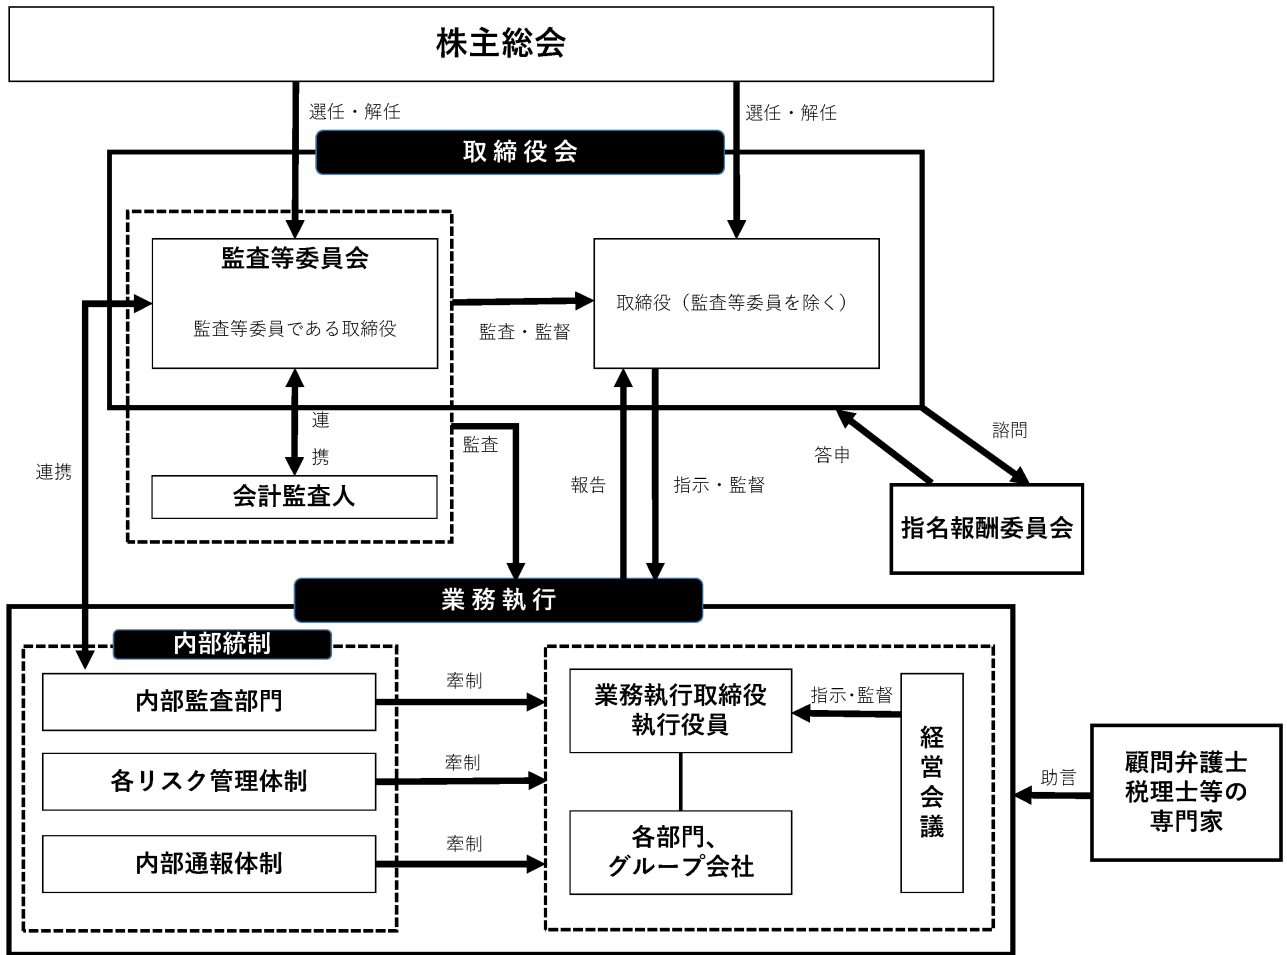 株主総会
選任・解任
選任・解任
取締役会
監査等委員会
監査等委員である取締役
監査・監督
取締役（監査等委員を除く）
連
携
会計監査人
監査
連携
報告
指示・監督
答申
諮問
指名報酬委員会
業務執行
内部統制
内部監査部門
牽制
各リスク管理体制
牽制
内部通報体制
牽制
業務執行取締役
執行役員
指示・監督
各部門、
グループ会社
経営会議
助言
顧問弁護士
税理士等の
専門家